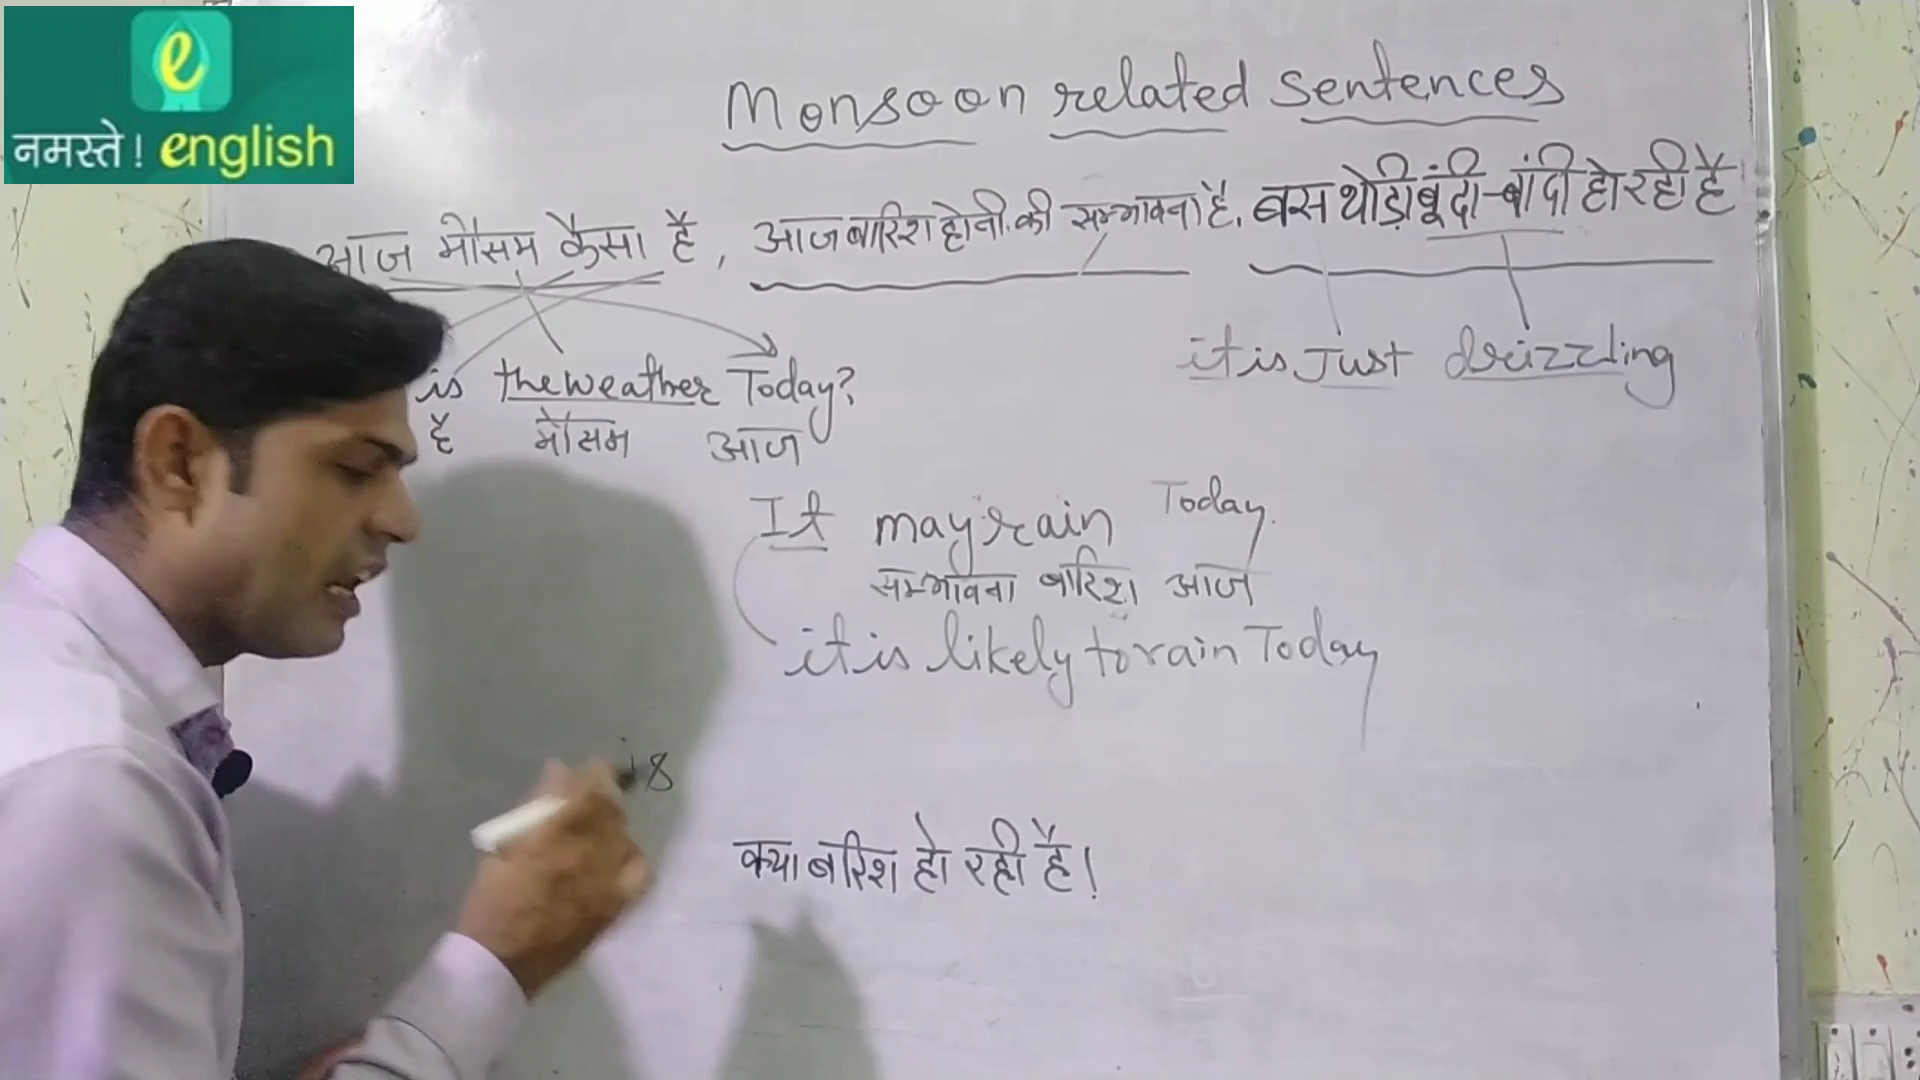 e
नमस्ते! english
Monsoon related sentences
आज मौसम कैसा है, आज बारिश होनी की सम्भावना है, बस थोड़ी बूंदी-बांदी हो रही है
is the weather Today?
है मौसम आज
it is Just drizzling
It may rain Today.
सम्भावना बारिश आज
it is likely to rain Today
is
क्या बरिश हो रही है!